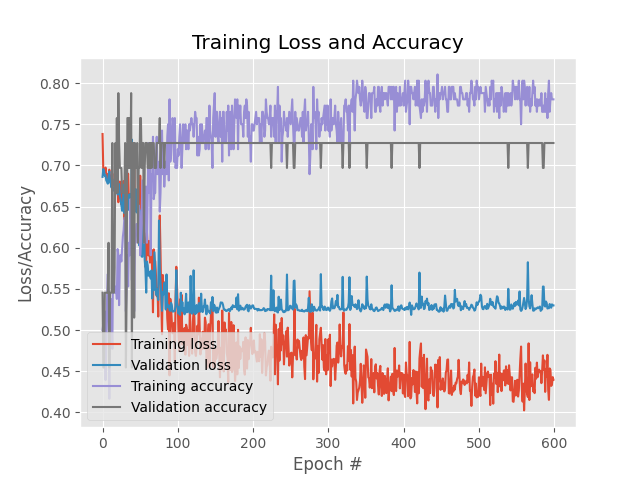 Training Loss and Accuracy
0.80
0.75
0.70
0.65
0.60
0.55
0.50
0.45
0.40
Loss/Accuracy
Training loss
Validation loss
Training accuracy
Validation accuracy
0 100 200 300 400 500 600
Epoch #